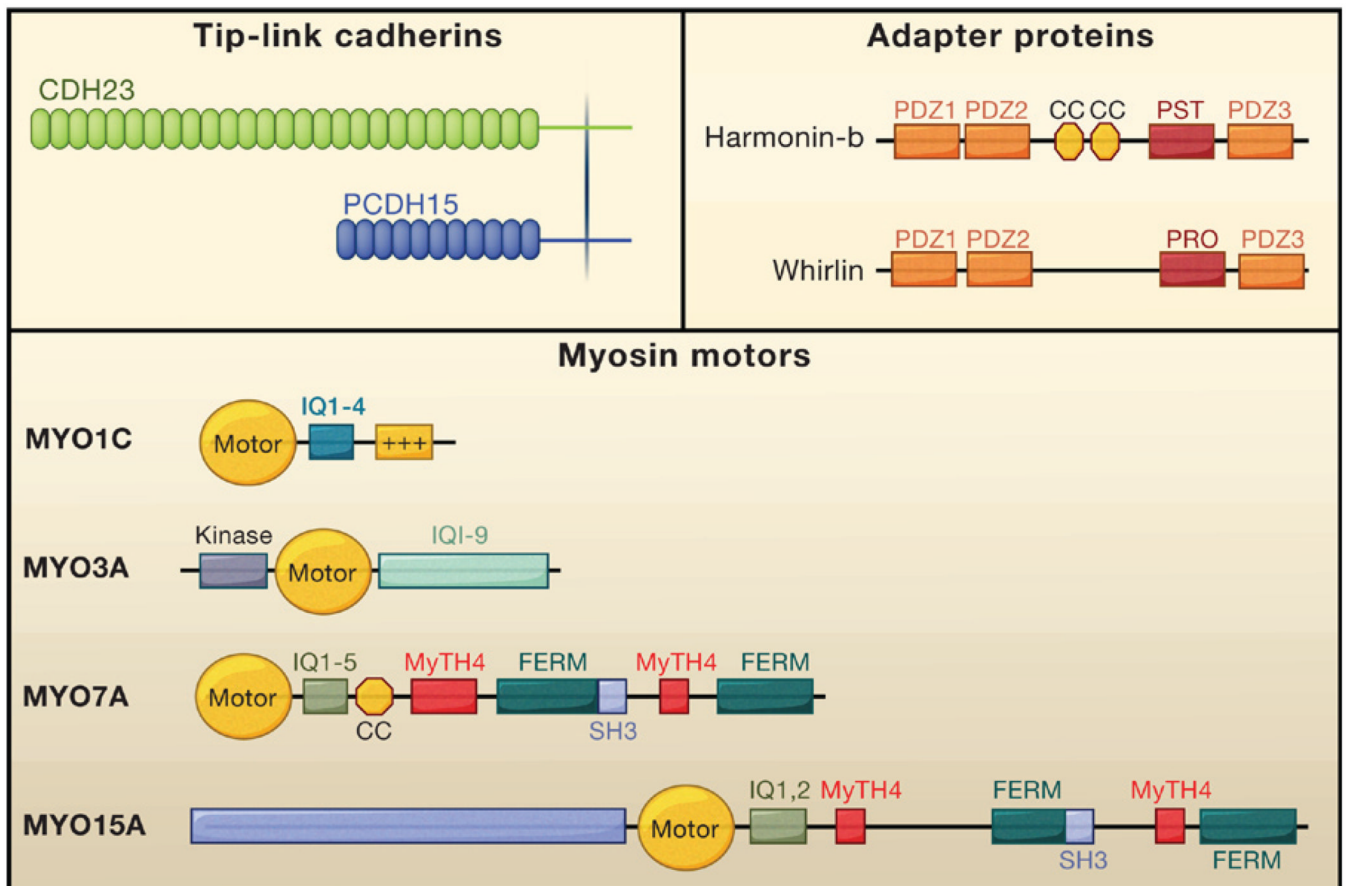 Tip-link cadherins
CDH23
PCDH15
Adapter proteins
PDZ1 PDZ2 CC CC PST PDZ3
Harmonin-b
PDZ1 PDZ2 PRO PDZ3
Whirlin
Myosin motors
IQ1-4
MYO1C Motor +++
Kinase IQI-9
MYO3A Motor
IQ1-5 MyTH4 FERM MyTH4 FERM
MYO7A Motor
CC SH3
IQ1,2 MyTH4 FERM MyTH4
MYO15A Motor
SH3 FERM